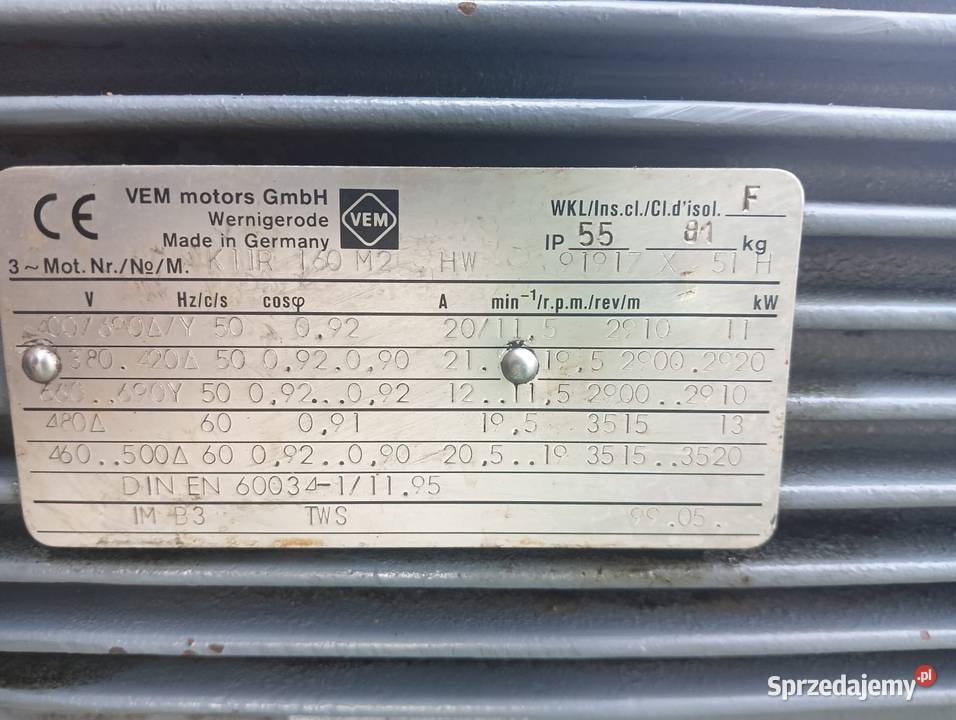 CE VEM motors GmbH VEM WKL/Ins.cl./Cl.d'isol. F
Wernigerode
Made in Germany IP 55 81 kg
3~Mot. Nr./No/M. K11R 160 M2 HW 91917 X 51 H
V Hz/c/s cosφ A min⁻¹/r.p.m./rev/m kW
400/690Δ/Y 50 0,92 20/11,5 2910 11
380..420Δ 50 0,92.0,90 21. 19,5 2900.2920
660..690Y 50 0,92..0,92 12..11,5 2900..2910
480Δ 60 0,91 19,5 3515 13
460..500Δ 60 0,92..0,90 20,5..19 3515..3520
DIN EN 60034-1/11.95
IM B3 TWS 99.05.
Sprzedajemy.pl